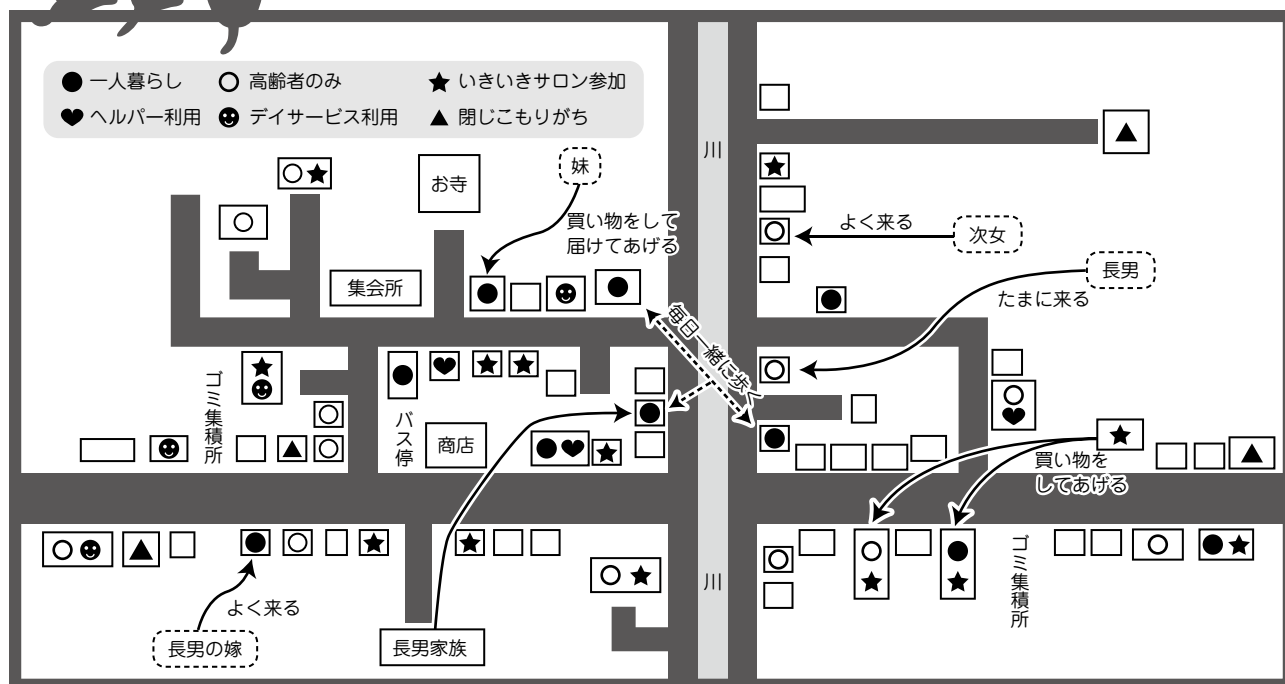 ● 一人暮らし ○ 高齢者のみ ★ いきいきサロン参加
♥ ヘルパー利用 ☻ デイサービス利用 ▲ 閉じこもりがち
川
お寺
妹
買い物をして
届けてあげる
よく来る
次女
集会所
長男
たまに来る
毎日一緒に歩く
ゴミ集積所
バス停
商店
買い物を
してあげる
よく来る
長男の嫁
長男家族
川
ゴミ集積所